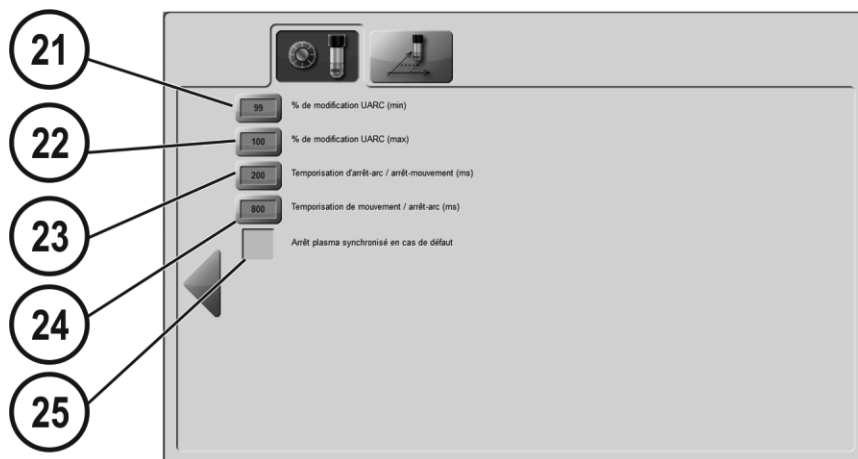 21
99 % de modification UARC (min)
22
100 % de modification UARC (max)
200 Temporisation d'arrêt-arc / arrêt-mouvement (ms)
23
800 Temporisation de mouvement / arrêt-arc (ms)
Arrêt plasma synchronisé en cas de défaut
24
25